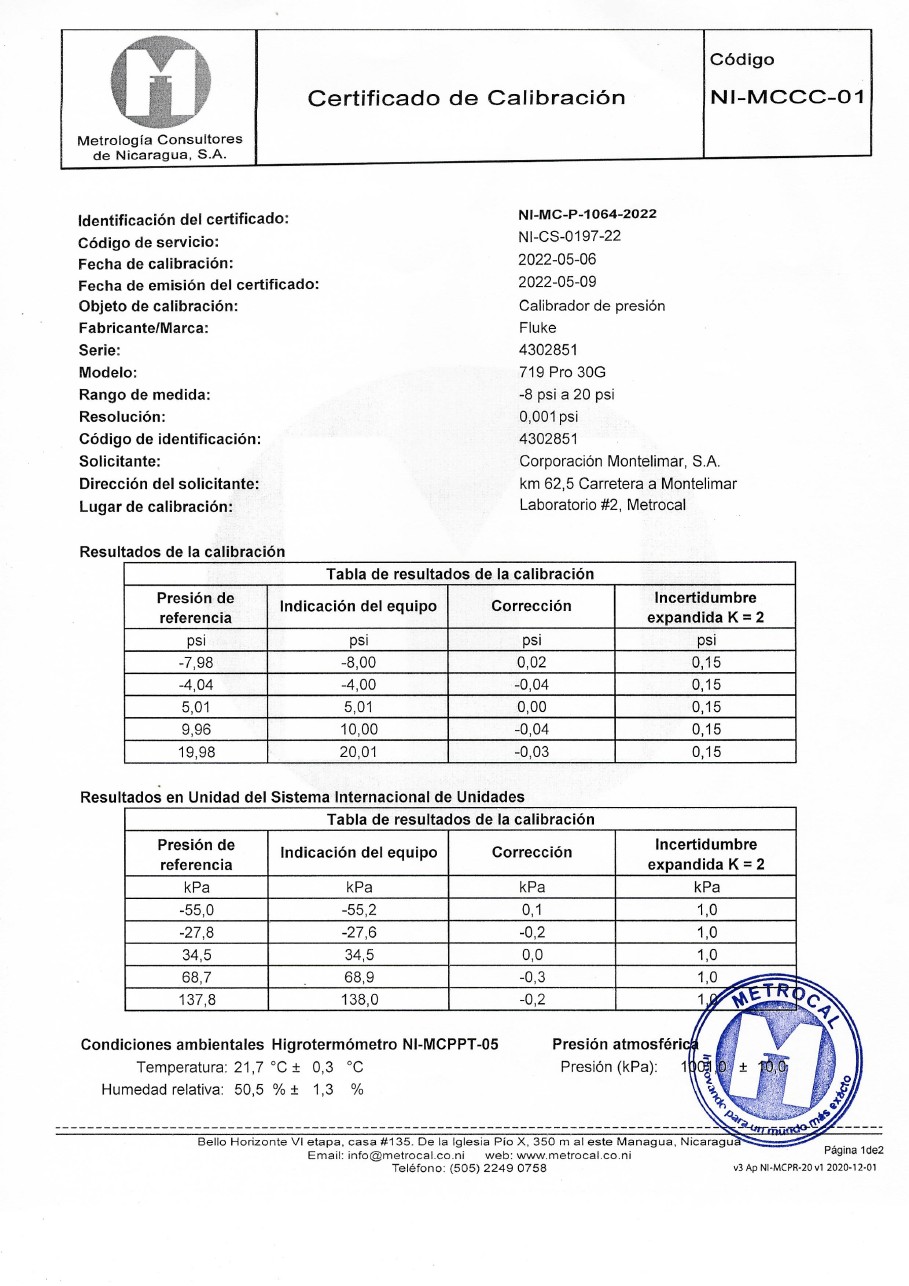 Metrología Consultores
de Nicaragua, S.A.
Certificado de Calibración
Código
NI-MCCC-01
Identificación del certificado: NI-MC-P-1064-2022
Código de servicio: NI-CS-0197-22
Fecha de calibración: 2022-05-06
Fecha de emisión del certificado: 2022-05-09
Objeto de calibración: Calibrador de presión
Fabricante/Marca: Fluke
Serie: 4302851
Modelo: 719 Pro 30G
Rango de medida: -8 psi a 20 psi
Resolución: 0,001 psi
Código de identificación: 4302851
Solicitante: Corporación Montelimar, S.A.
Dirección del solicitante: km 62,5 Carretera a Montelimar
Lugar de calibración: Laboratorio #2, Metrocal
Resultados de la calibración
Tabla de resultados de la calibración
Presión de referencia Indicación del equipo Corrección Incertidumbre expandida K = 2
psi psi psi psi
-7,98 -8,00 0,02 0,15
-4,04 -4,00 -0,04 0,15
5,01 5,01 0,00 0,15
9,96 10,00 -0,04 0,15
19,98 20,01 -0,03 0,15
Resultados en Unidad del Sistema Internacional de Unidades
Tabla de resultados de la calibración
Presión de referencia Indicación del equipo Corrección Incertidumbre expandida K = 2
kPa kPa kPa kPa
-55,0 -55,2 0,1 1,0
-27,8 -27,6 -0,2 1,0
34,5 34,5 0,0 1,0
68,7 68,9 -0,3 1,0
137,8 138,0 -0,2 1,0
Condiciones ambientales Higrotermómetro NI-MCPPT-05 Presión atmosférica
Temperatura: 21,7 °C ± 0,3 °C Presión (kPa): 1001,0 ± 10,0
Humedad relativa: 50,5 % ± 1,3 %
METROCAL
Innovando para un mundo más exacto
Bello Horizonte VI etapa, casa #135. De la Iglesia Pío X, 350 m al este Managua, Nicaragua
Email: info@metrocal.co.ni web: www.metrocal.co.ni
Teléfono: (505) 2249 0758
Página 1de2
v3 Ap NI-MCPR-20 v1 2020-12-01